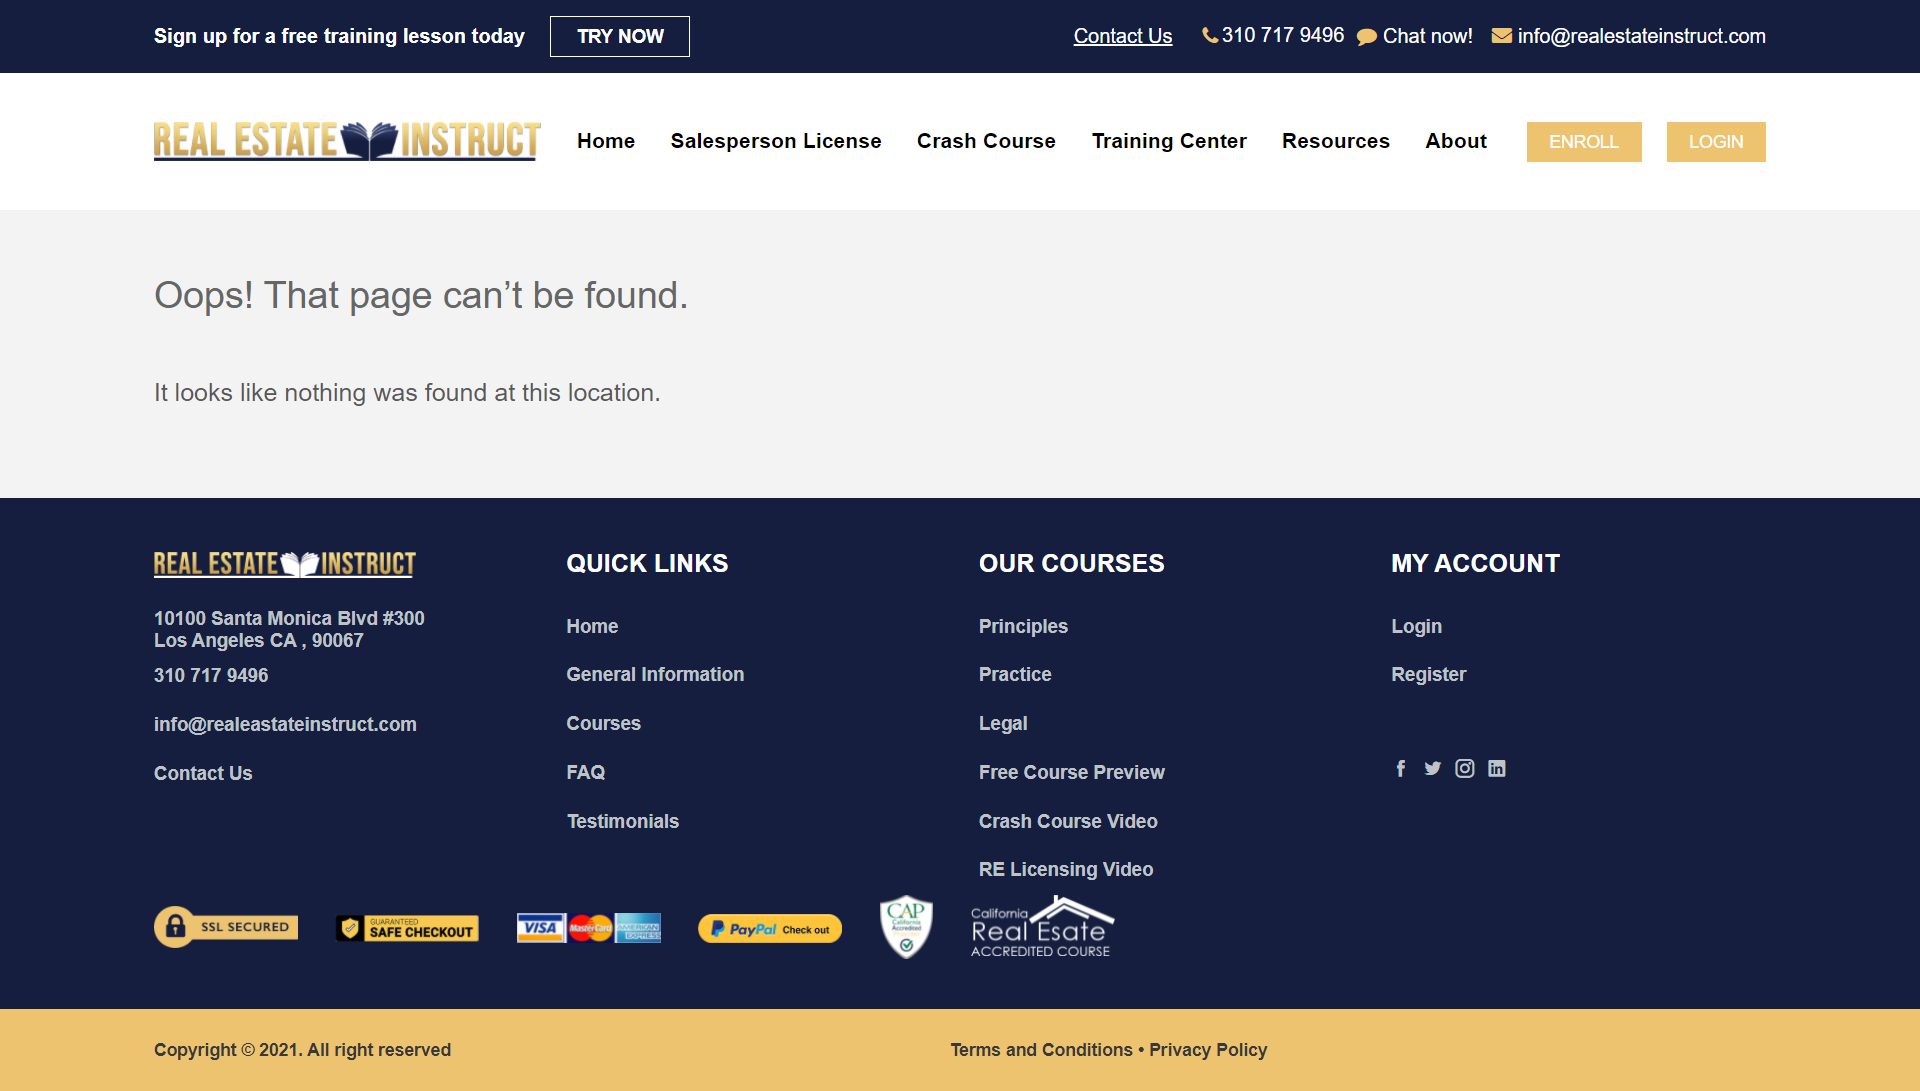 Sign up for a free training lesson today
TRY NOW
Contact Us
310 717 9496
Chat now!
info@realestateinstruct.com
REAL ESTATE INSTRUCT
Home
Salesperson License
Crash Course
Training Center
Resources
About
ENROLL
LOGIN
Oops! That page can’t be found.
It looks like nothing was found at this location.
REAL ESTATE INSTRUCT
10100 Santa Monica Blvd #300
Los Angeles CA , 90067
310 717 9496
info@realeastateinstruct.com
Contact Us
QUICK LINKS
Home
General Information
Courses
FAQ
Testimonials
OUR COURSES
Principles
Practice
Legal
Free Course Preview
Crash Course Video
RE Licensing Video
MY ACCOUNT
Login
Register
SSL SECURED
GUARANTEED
SAFE CHECKOUT
VISA
MasterCard
AMERICAN
EXPRESS
PayPal Check out
CAP
California
Accredited
California
Real Esate
ACCREDITED COURSE
Copyright © 2021. All right reserved
Terms and Conditions • Privacy Policy